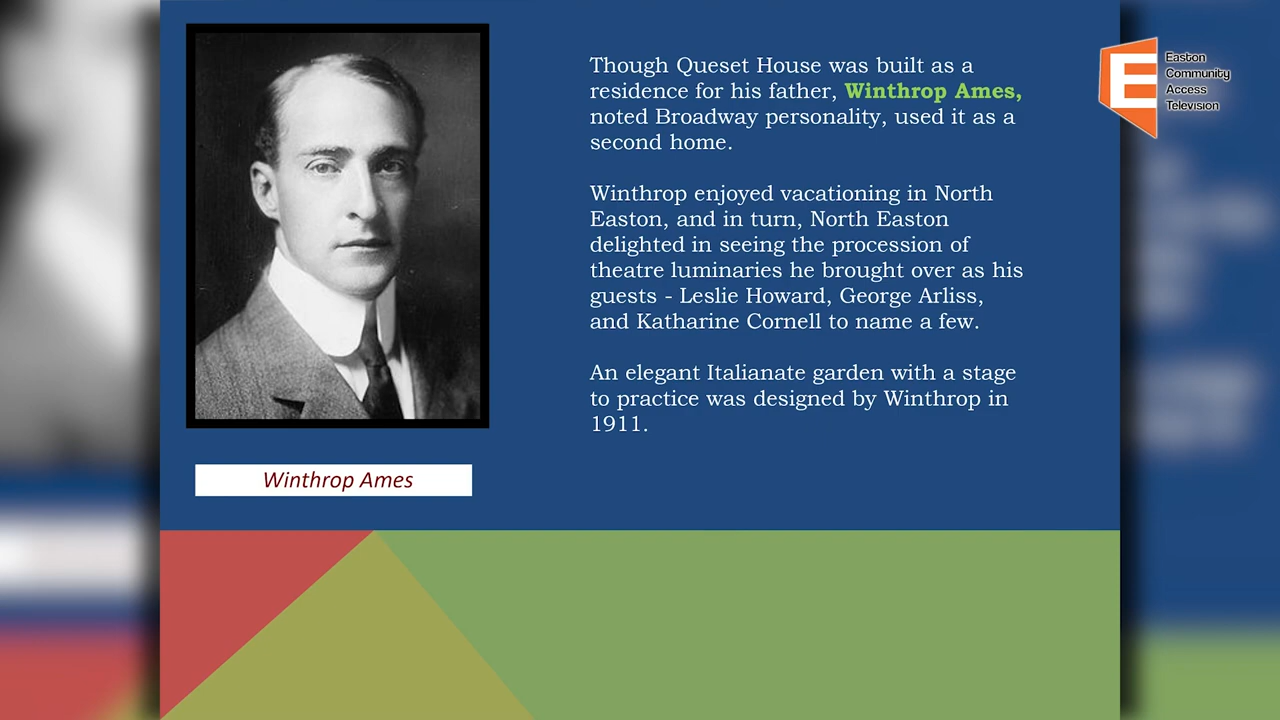 Though Queset House was built as a
residence for his father, Winthrop Ames,
noted Broadway personality, used it as a
second home.
Winthrop enjoyed vacationing in North
Easton, and in turn, North Easton
delighted in seeing the procession of
theatre luminaries he brought over as his
guests - Leslie Howard, George Arliss,
and Katharine Cornell to name a few.
An elegant Italianate garden with a stage
to practice was designed by Winthrop in
1911.
Winthrop Ames
E
Easton
Community
Access
Television